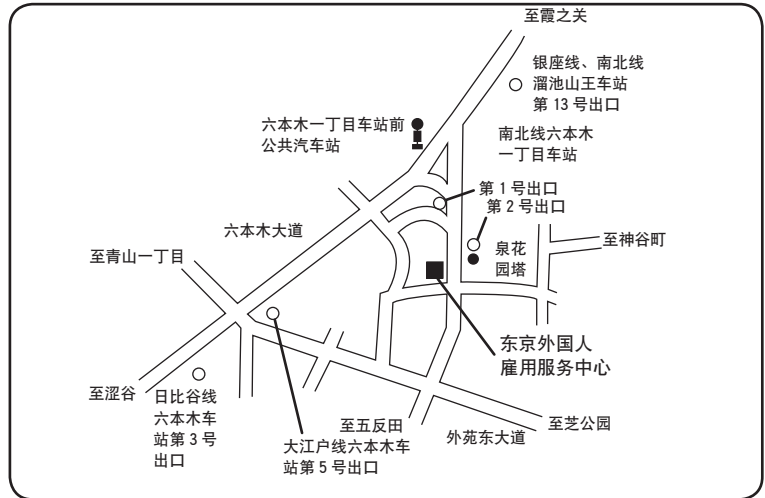 至霞之关
银座线、南北线
溜池山王车站
第 13 号出口
六本木一丁目车站前
公共汽车站
南北线六本木
一丁目车站
第 1 号出口
第 2 号出口
六本木大道
至神谷町
泉花
园塔
至青山一丁目
东京外国人
雇用服务中心
至涩谷
日比谷线
六本木车
站第 3 号
出口
至五反田
大江户线六本木车
站第 5 号出口
外苑东大道
至芝公园